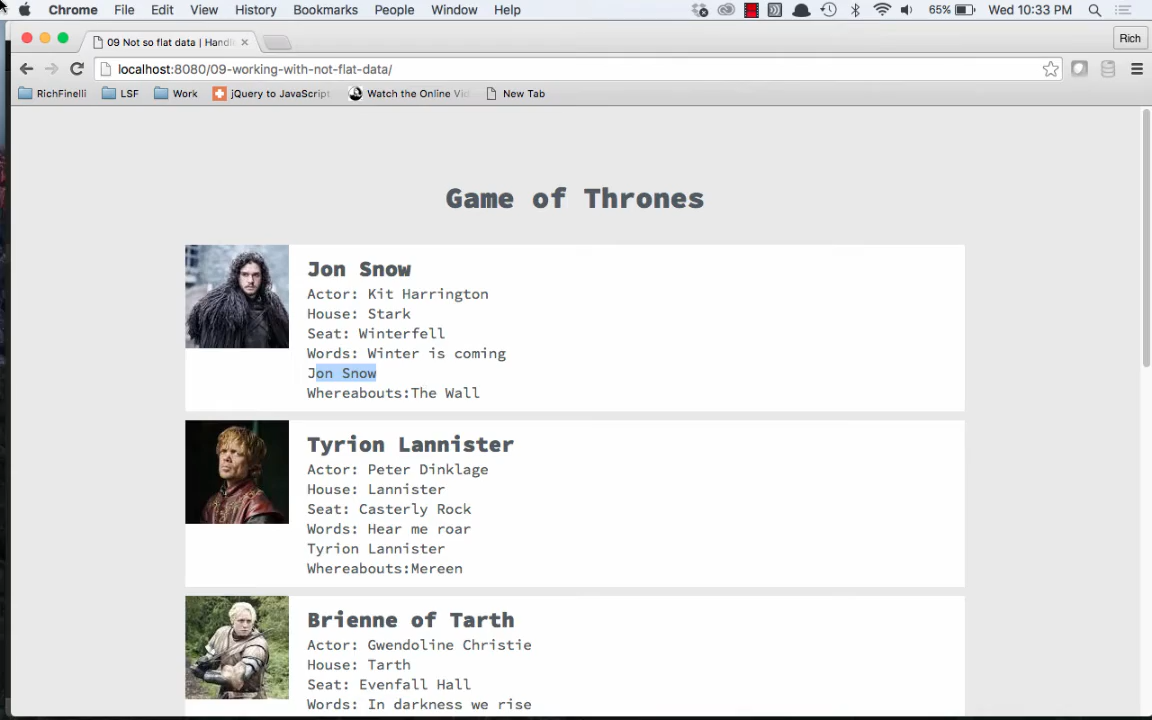 Chrome File Edit View History Bookmarks People Window Help 65% Wed 10:33 PM
09 Not so flat data | Handl
Rich
localhost:8080/09-working-with-not-flat-data/
RichFinelli LSF Work jQuery to JavaScript Watch the Online Vid New Tab
Game of Thrones
Jon Snow
Actor: Kit Harrington
House: Stark
Seat: Winterfell
Words: Winter is coming
Jon Snow
Whereabouts:The Wall
Tyrion Lannister
Actor: Peter Dinklage
House: Lannister
Seat: Casterly Rock
Words: Hear me roar
Tyrion Lannister
Whereabouts:Mereen
Brienne of Tarth
Actor: Gwendoline Christie
House: Tarth
Seat: Evenfall Hall
Words: In darkness we rise